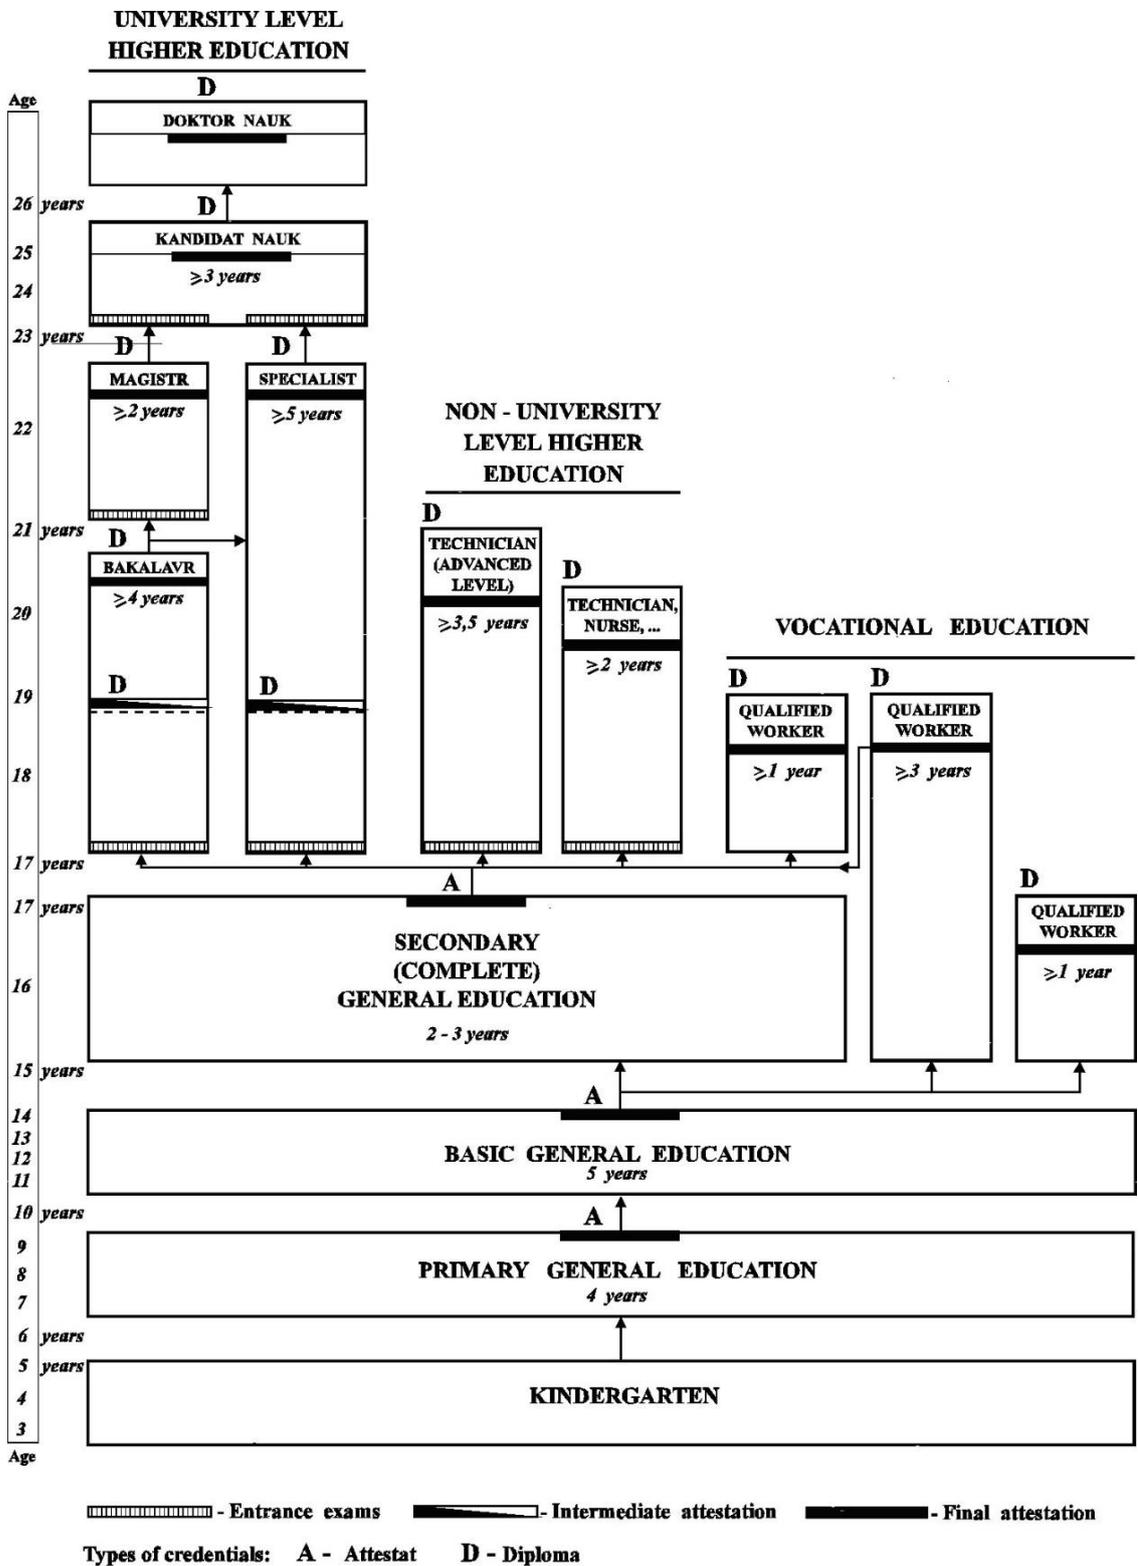 UNIVERSITY LEVEL
HIGHER EDUCATION
D
Age
DOKTOR NAUK
26 years
D
KANDIDAT NAUK
25
≥3 years
24
23 years
D
D
MAGISTR
SPECIALIST
≥2 years
≥5 years
22
NON - UNIVERSITY
LEVEL HIGHER
EDUCATION
21 years
D
D
BAKALAVR
≥4 years
TECHNICIAN
(ADVANCED
LEVEL)
≥3,5 years
D
TECHNICIAN,
NURSE, ...
≥2 years
20
VOCATIONAL EDUCATION
19
D
D
D
D
QUALIFIED
WORKER
≥1 year
QUALIFIED
WORKER
≥3 years
18
17 years
A
D
17 years
QUALIFIED
WORKER
≥1 year
SECONDARY
(COMPLETE)
GENERAL EDUCATION
2 - 3 years
16
15 years
A
14
13
12
11
BASIC GENERAL EDUCATION
5 years
10 years
A
9
8
7
PRIMARY GENERAL EDUCATION
4 years
6 years
5 years
4
3
KINDERGARTEN
Age
- Entrance exams
- Intermediate attestation
- Final attestation
Types of credentials: A - Attestat D - Diploma